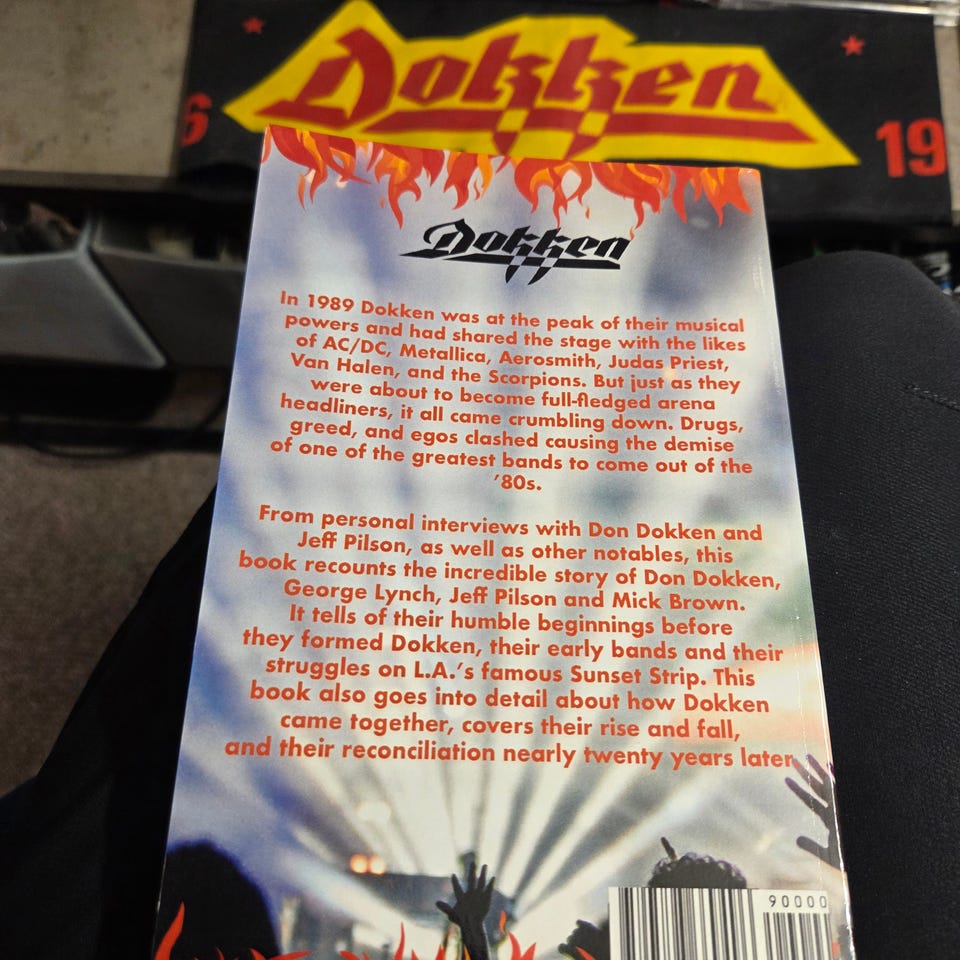 Dokken
6
19
Dokken
In 1989 Dokken was at the peak of their musical
powers and had shared the stage with the likes
of AC/DC, Metallica, Aerosmith, Judas Priest,
Van Halen, and the Scorpions. But just as they
were about to become full-fledged arena
headliners, it all came crumbling down. Drugs,
greed, and egos clashed causing the demise
of one of the greatest bands to come out of the
'80s.
From personal interviews with Don Dokken and
Jeff Pilson, as well as other notables, this
book recounts the incredible story of Don Dokken,
George Lynch, Jeff Pilson and Mick Brown.
It tells of their humble beginnings before
they formed Dokken, their early bands and their
struggles on L.A.'s famous Sunset Strip. This
book also goes into detail about how Dokken
came together, covers their rise and fall,
and their reconciliation nearly twenty years later
90000